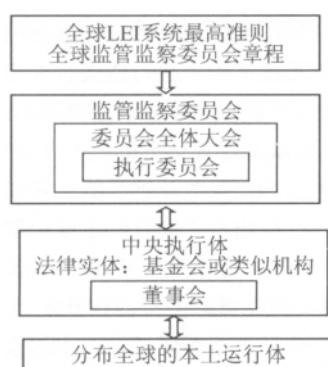 全球LEI系统最高准则
全球监管监察委员会章程
监管监察委员会
委员会全体大会
执行委员会
中央执行体
法律实体：基金会或类似机构
董事会
分布全球的本土运行体